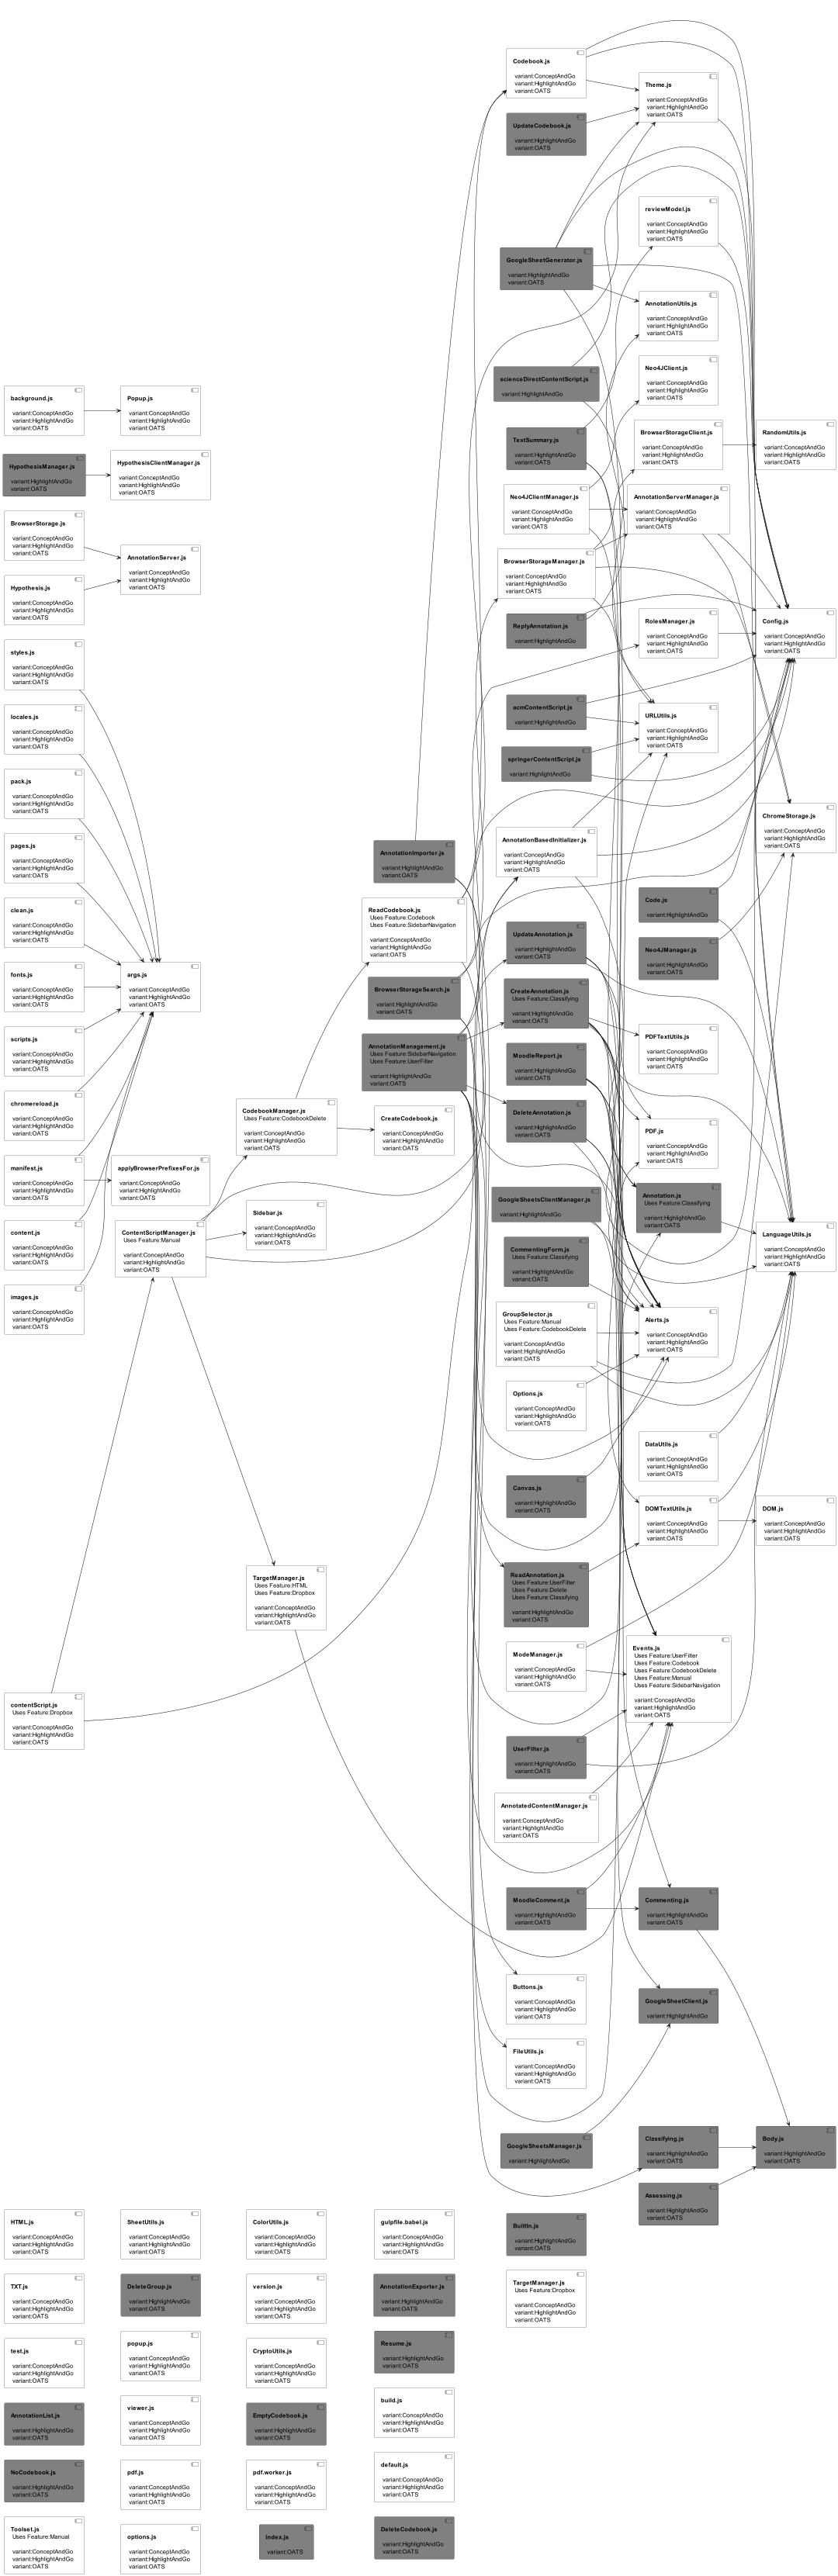 Codebook.js
variant:ConceptAndGo
variant:HighlightAndGo
variant:OATS
Theme.js
variant:ConceptAndGo
variant:HighlightAndGo
variant:OATS
UpdateCodebook.js
variant:HighlightAndGo
variant:OATS
reviewModel.js
variant:ConceptAndGo
variant:HighlightAndGo
variant:OATS
GoogleSheetGenerator.js
variant:HighlightAndGo
variant:OATS
AnnotationUtils.js
variant:ConceptAndGo
variant:HighlightAndGo
variant:OATS
Neo4JClient.js
variant:ConceptAndGo
variant:HighlightAndGo
variant:OATS
scienceDirectContentScript.js
variant:HighlightAndGo
background.js
variant:ConceptAndGo
variant:HighlightAndGo
variant:OATS
Popup.js
variant:ConceptAndGo
variant:HighlightAndGo
variant:OATS
TextSummary.js
variant:HighlightAndGo
variant:OATS
BrowserStorageClient.js
variant:ConceptAndGo
variant:HighlightAndGo
variant:OATS
RandomUtils.js
variant:ConceptAndGo
variant:HighlightAndGo
variant:OATS
HypothesisManager.js
variant:HighlightAndGo
variant:OATS
HypothesisClientManager.js
variant:ConceptAndGo
variant:HighlightAndGo
variant:OATS
Neo4JClientManager.js
variant:ConceptAndGo
variant:HighlightAndGo
variant:OATS
AnnotationServerManager.js
variant:ConceptAndGo
variant:HighlightAndGo
variant:OATS
BrowserStorage.js
variant:ConceptAndGo
variant:HighlightAndGo
variant:OATS
AnnotationServer.js
variant:ConceptAndGo
variant:HighlightAndGo
variant:OATS
BrowserStorageManager.js
variant:ConceptAndGo
variant:HighlightAndGo
variant:OATS
Hypothesis.js
variant:ConceptAndGo
variant:HighlightAndGo
variant:OATS
ReplyAnnotation.js
variant:HighlightAndGo
RolesManager.js
variant:ConceptAndGo
variant:HighlightAndGo
variant:OATS
Config.js
variant:ConceptAndGo
variant:HighlightAndGo
variant:OATS
styles.js
variant:ConceptAndGo
variant:HighlightAndGo
variant:OATS
acmContentScript.js
variant:HighlightAndGo
URLUtils.js
variant:ConceptAndGo
variant:HighlightAndGo
variant:OATS
locales.js
variant:ConceptAndGo
variant:HighlightAndGo
variant:OATS
springerContentScript.js
variant:HighlightAndGo
pack.js
variant:ConceptAndGo
variant:HighlightAndGo
variant:OATS
ChromeStorage.js
variant:ConceptAndGo
variant:HighlightAndGo
variant:OATS
pages.js
variant:ConceptAndGo
variant:HighlightAndGo
variant:OATS
AnnotationImporter.js
variant:HighlightAndGo
variant:OATS
AnnotationBasedInitializer.js
variant:ConceptAndGo
variant:HighlightAndGo
variant:OATS
clean.js
variant:ConceptAndGo
variant:HighlightAndGo
variant:OATS
ReadCodebook.js
Uses Feature:Codebook
Uses Feature:SidebarNavigation
variant:ConceptAndGo
variant:HighlightAndGo
variant:OATS
Code.js
variant:HighlightAndGo
UpdateAnnotation.js
variant:HighlightAndGo
variant:OATS
Neo4JManager.js
variant:HighlightAndGo
variant:OATS
fonts.js
variant:ConceptAndGo
variant:HighlightAndGo
variant:OATS
args.js
variant:ConceptAndGo
variant:HighlightAndGo
variant:OATS
BrowserStorageSearch.js
variant:HighlightAndGo
variant:OATS
CreateAnnotation.js
Uses Feature:Classifying
variant:HighlightAndGo
variant:OATS
scripts.js
variant:ConceptAndGo
variant:HighlightAndGo
variant:OATS
AnnotationManagement.js
Uses Feature:SidebarNavigation
Uses Feature:UserFilter
variant:HighlightAndGo
variant:OATS
MoodleReport.js
variant:HighlightAndGo
variant:OATS
PDFTextUtils.js
variant:ConceptAndGo
variant:HighlightAndGo
variant:OATS
chromereload.js
variant:ConceptAndGo
variant:HighlightAndGo
variant:OATS
CodebookManager.js
Uses Feature:CodebookDelete
variant:ConceptAndGo
variant:HighlightAndGo
variant:OATS
CreateCodebook.js
variant:ConceptAndGo
variant:HighlightAndGo
variant:OATS
DeleteAnnotation.js
variant:HighlightAndGo
variant:OATS
PDF.js
variant:ConceptAndGo
variant:HighlightAndGo
variant:OATS
manifest.js
variant:ConceptAndGo
variant:HighlightAndGo
variant:OATS
applyBrowserPrefixesFor.js
variant:ConceptAndGo
variant:HighlightAndGo
variant:OATS
GoogleSheetsClientManager.js
variant:HighlightAndGo
Annotation.js
Uses Feature:Classifying
variant:HighlightAndGo
variant:OATS
content.js
variant:ConceptAndGo
variant:HighlightAndGo
variant:OATS
ContentScriptManager.js
Uses Feature:Manual
variant:ConceptAndGo
variant:HighlightAndGo
variant:OATS
Sidebar.js
variant:ConceptAndGo
variant:HighlightAndGo
variant:OATS
CommentingForm.js
Uses Feature:Classifying
variant:HighlightAndGo
variant:OATS
LanguageUtils.js
variant:ConceptAndGo
variant:HighlightAndGo
variant:OATS
images.js
variant:ConceptAndGo
variant:HighlightAndGo
variant:OATS
GroupSelector.js
Uses Feature:Manual
Uses Feature:CodebookDelete
variant:ConceptAndGo
variant:HighlightAndGo
variant:OATS
Alerts.js
variant:ConceptAndGo
variant:HighlightAndGo
variant:OATS
Options.js
variant:ConceptAndGo
variant:HighlightAndGo
variant:OATS
DataUtils.js
variant:ConceptAndGo
variant:HighlightAndGo
variant:OATS
Canvas.js
variant:HighlightAndGo
variant:OATS
DOMTextUtils.js
variant:ConceptAndGo
variant:HighlightAndGo
variant:OATS
DOM.js
variant:ConceptAndGo
variant:HighlightAndGo
variant:OATS
TargetManager.js
Uses Feature:HTML
Uses Feature:Dropbox
variant:ConceptAndGo
variant:HighlightAndGo
variant:OATS
ReadAnnotation.js
Uses Feature:UserFilter
Uses Feature:Delete
Uses Feature:Classifying
variant:HighlightAndGo
variant:OATS
ModeManager.js
variant:ConceptAndGo
variant:HighlightAndGo
variant:OATS
Events.js
Uses Feature:UserFilter
Uses Feature:Codebook
Uses Feature:CodebookDelete
Uses Feature:Manual
Uses Feature:SidebarNavigation
variant:ConceptAndGo
variant:HighlightAndGo
variant:OATS
contentScript.js
Uses Feature:Dropbox
variant:ConceptAndGo
variant:HighlightAndGo
variant:OATS
UserFilter.js
variant:HighlightAndGo
variant:OATS
AnnotatedContentManager.js
variant:ConceptAndGo
variant:HighlightAndGo
variant:OATS
MoodleComment.js
variant:HighlightAndGo
variant:OATS
Commenting.js
variant:HighlightAndGo
variant:OATS
Buttons.js
variant:ConceptAndGo
variant:HighlightAndGo
variant:OATS
GoogleSheetClient.js
variant:HighlightAndGo
FileUtils.js
variant:ConceptAndGo
variant:HighlightAndGo
variant:OATS
GoogleSheetsManager.js
variant:HighlightAndGo
Classifying.js
variant:HighlightAndGo
variant:OATS
Body.js
variant:HighlightAndGo
variant:OATS
Assessing.js
variant:HighlightAndGo
variant:OATS
HTML.js
variant:ConceptAndGo
variant:HighlightAndGo
variant:OATS
SheetUtils.js
variant:ConceptAndGo
variant:HighlightAndGo
variant:OATS
ColorUtils.js
variant:ConceptAndGo
variant:HighlightAndGo
variant:OATS
gulpfile.babel.js
variant:ConceptAndGo
variant:HighlightAndGo
variant:OATS
BuiltIn.js
variant:HighlightAndGo
variant:OATS
TXT.js
variant:ConceptAndGo
variant:HighlightAndGo
variant:OATS
DeleteGroup.js
variant:HighlightAndGo
variant:OATS
version.js
variant:ConceptAndGo
variant:HighlightAndGo
variant:OATS
AnnotationExporter.js
variant:HighlightAndGo
variant:OATS
TargetManager.js
Uses Feature:Dropbox
variant:ConceptAndGo
variant:HighlightAndGo
variant:OATS
test.js
variant:ConceptAndGo
variant:HighlightAndGo
variant:OATS
popup.js
variant:ConceptAndGo
variant:HighlightAndGo
variant:OATS
CryptoUtils.js
variant:ConceptAndGo
variant:HighlightAndGo
variant:OATS
Resume.js
variant:HighlightAndGo
variant:OATS
AnnotationList.js
variant:HighlightAndGo
variant:OATS
viewer.js
variant:ConceptAndGo
variant:HighlightAndGo
variant:OATS
EmptyCodebook.js
variant:HighlightAndGo
variant:OATS
build.js
variant:ConceptAndGo
variant:HighlightAndGo
variant:OATS
NoCodebook.js
variant:HighlightAndGo
variant:OATS
pdf.js
variant:ConceptAndGo
variant:HighlightAndGo
variant:OATS
pdf.worker.js
variant:ConceptAndGo
variant:HighlightAndGo
variant:OATS
default.js
variant:ConceptAndGo
variant:HighlightAndGo
variant:OATS
Toolset.js
Uses Feature:Manual
variant:ConceptAndGo
variant:HighlightAndGo
variant:OATS
options.js
variant:ConceptAndGo
variant:HighlightAndGo
variant:OATS
index.js
variant:OATS
DeleteCodebook.js
variant:HighlightAndGo
variant:OATS